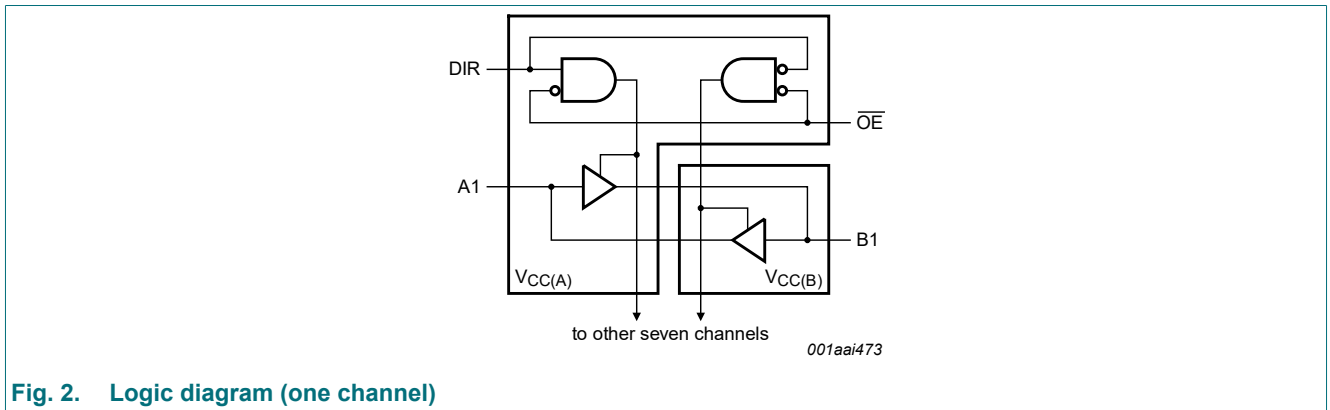 DIR
OE
A1
B1
VCC(A)
VCC(B)
to other seven channels
001aai473
Fig. 2. Logic diagram (one channel)